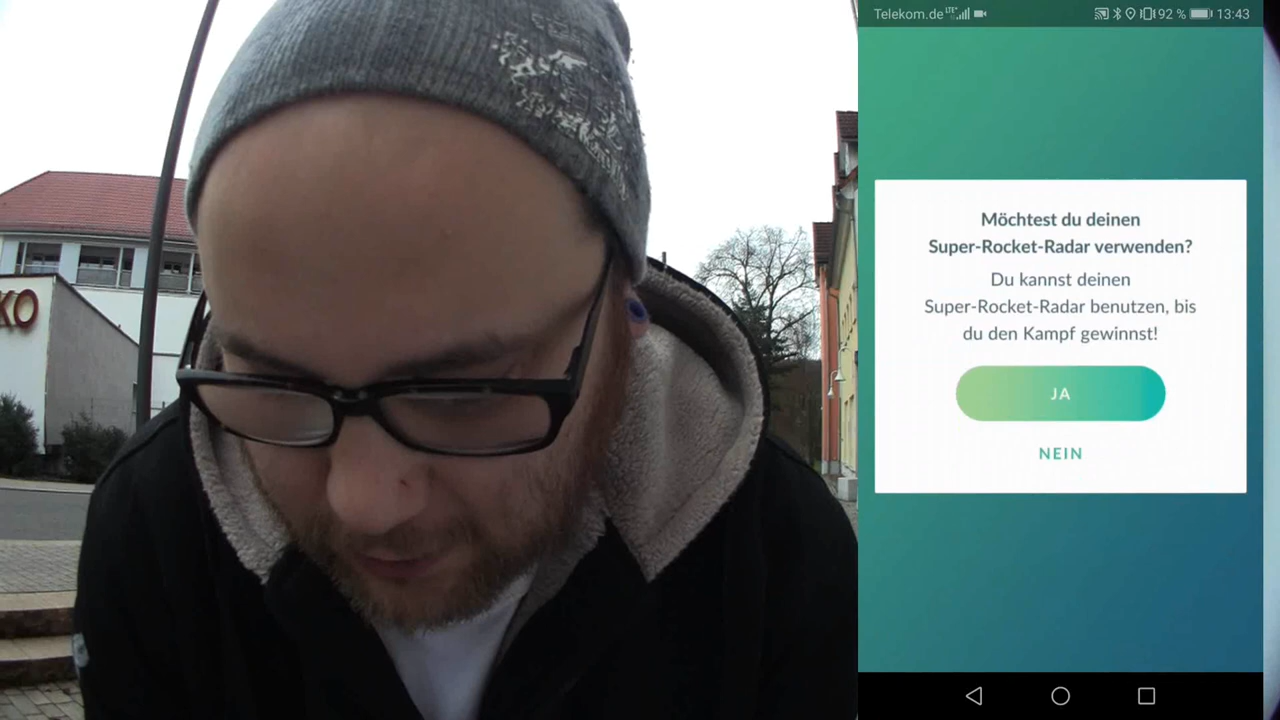 KO
Telekom.de LTE 92 % 13:43
Möchtest du deinen
Super-Rocket-Radar verwenden?
Du kannst deinen
Super-Rocket-Radar benutzen, bis
du den Kampf gewinnst!
JA
NEIN